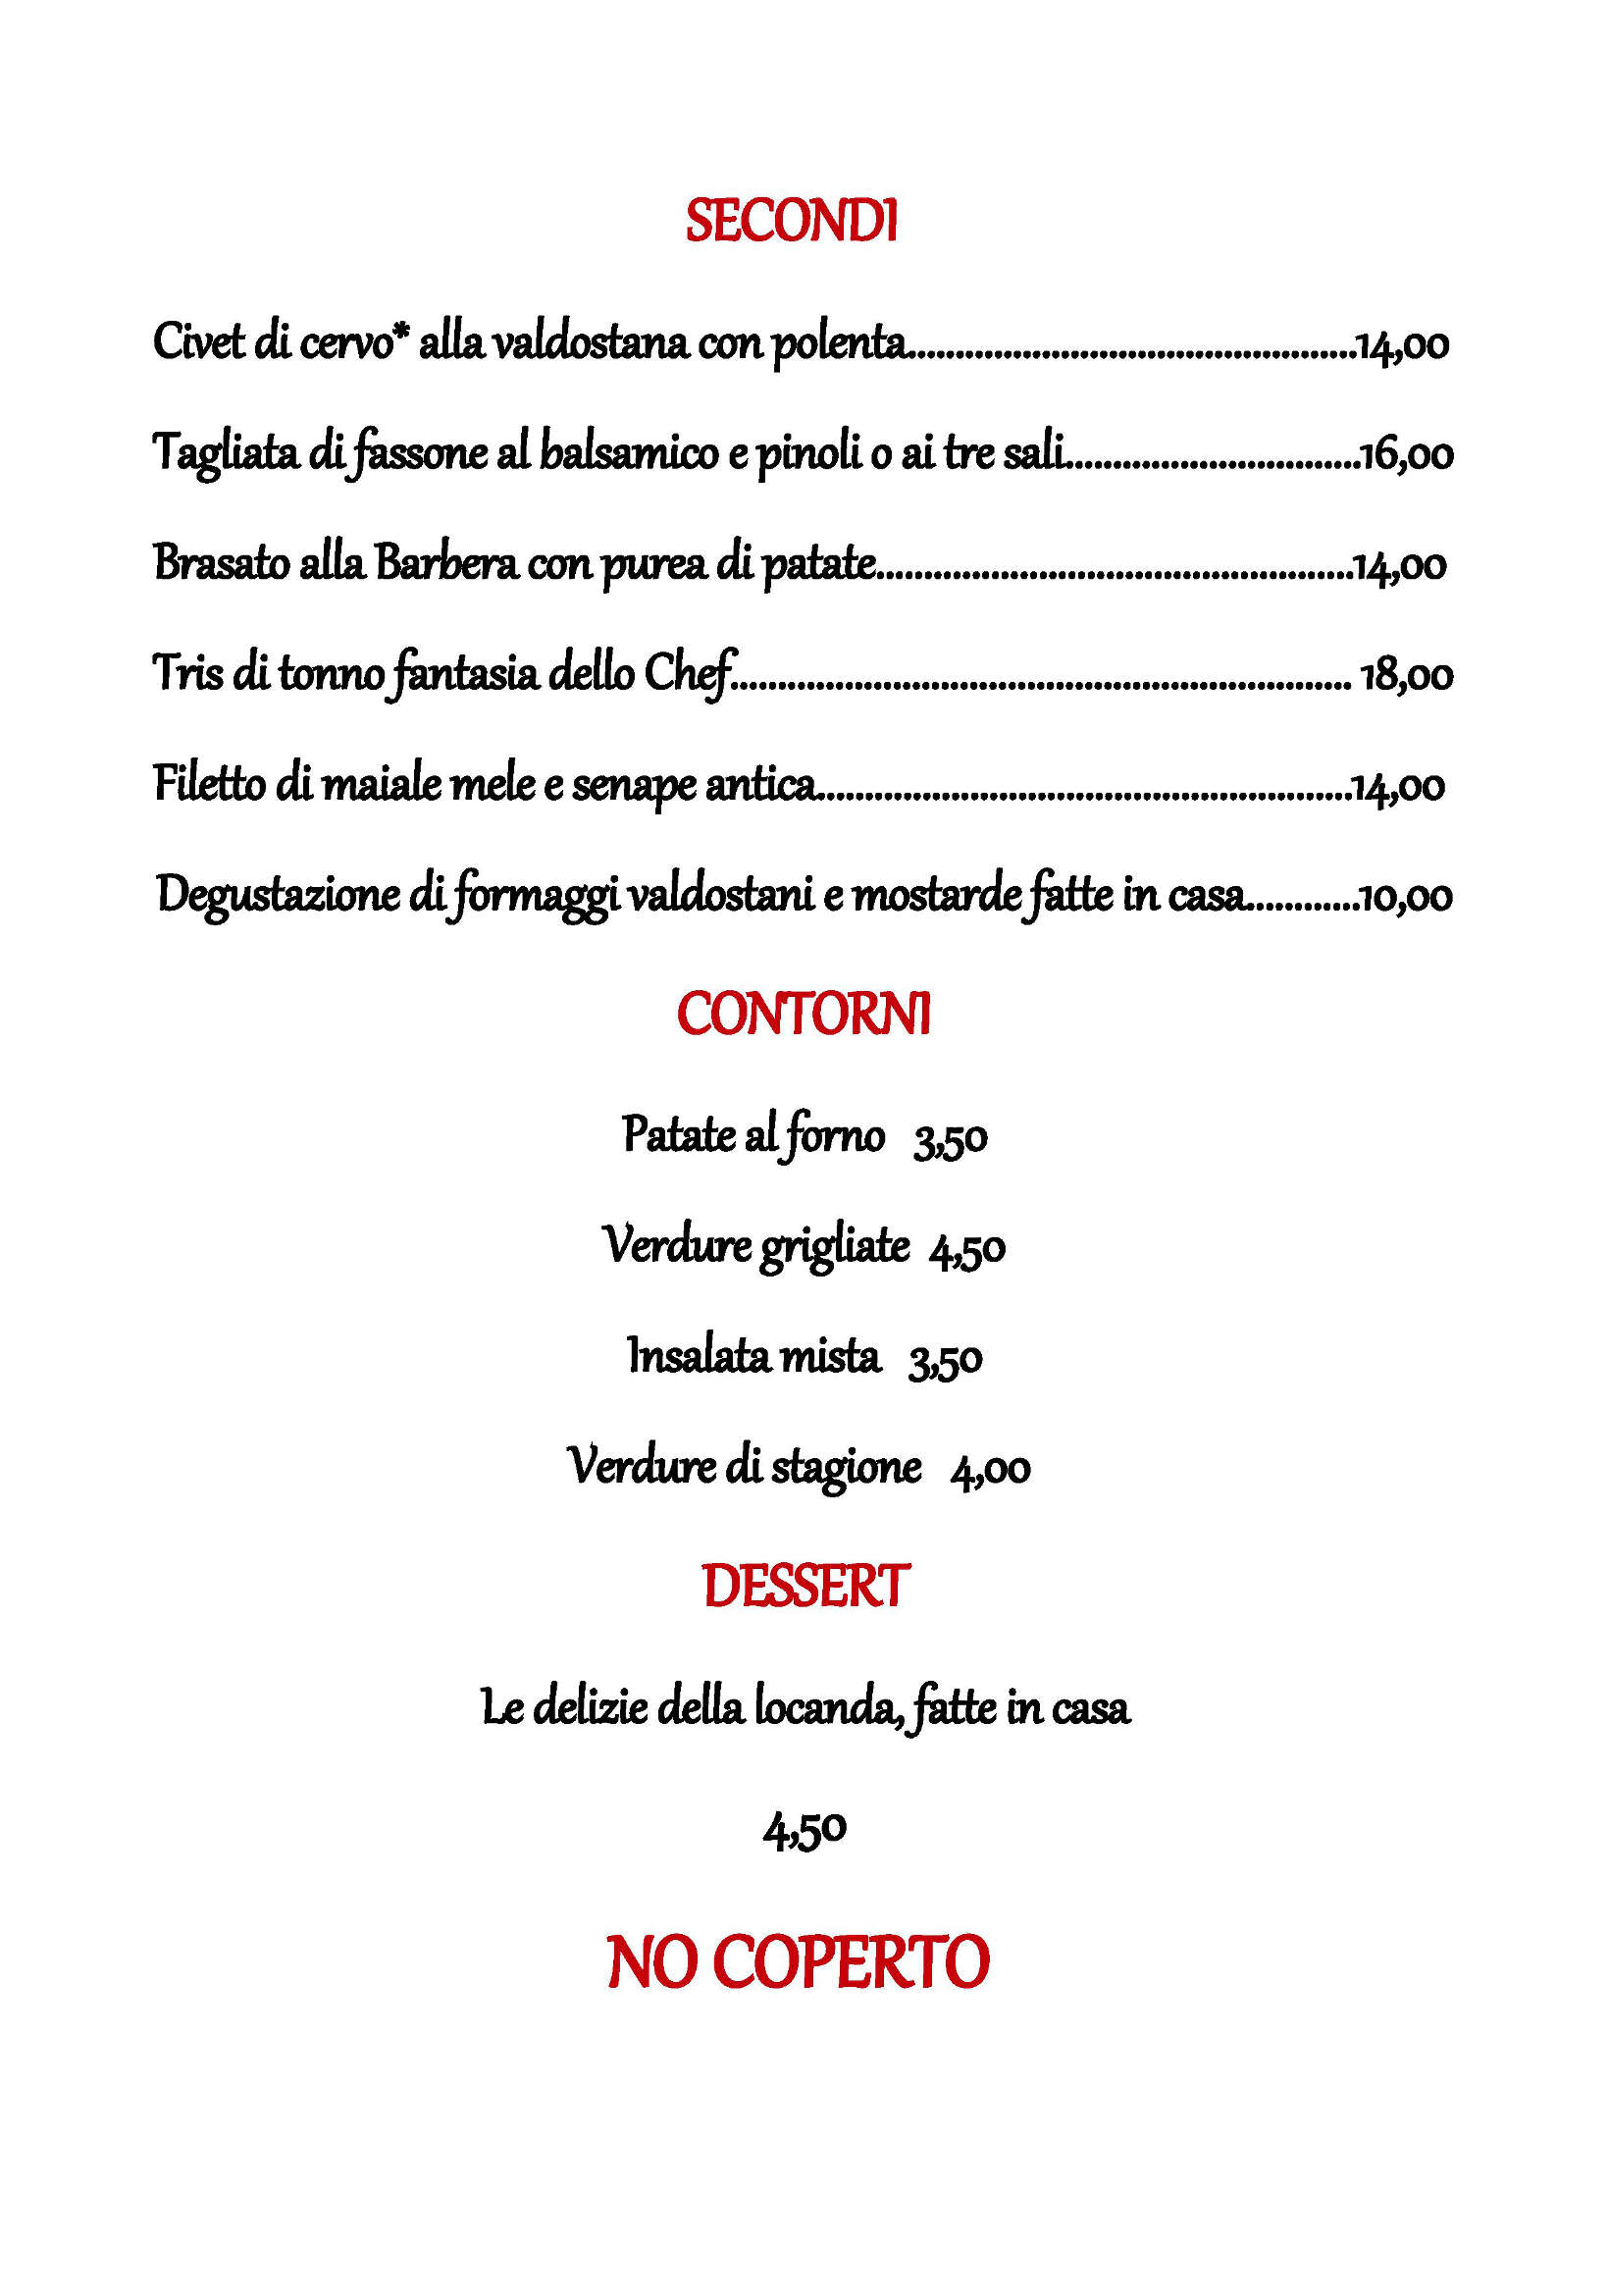 SECONDI
Civet di cervo* alla valdostana con polenta...............................................14,00
Tagliata di fassone al balsamico e pinoli o ai tre sali...............................16,00
Brasato alla Barbera con purea di patate..................................................14,00
Tris di tonno fantasia dello Chef................................................................. 18,00
Filetto di maiale mele e senape antica........................................................14,00
Degustazione di formaggi valdostani e mostarde fatte in casa............10,00
CONTORNI
Patate al forno 3,50
Verdure grigliate 4,50
Insalata mista 3,50
Verdure di stagione 4,00
DESSERT
Le delizie della locanda, fatte in casa
4,50
NO COPERTO